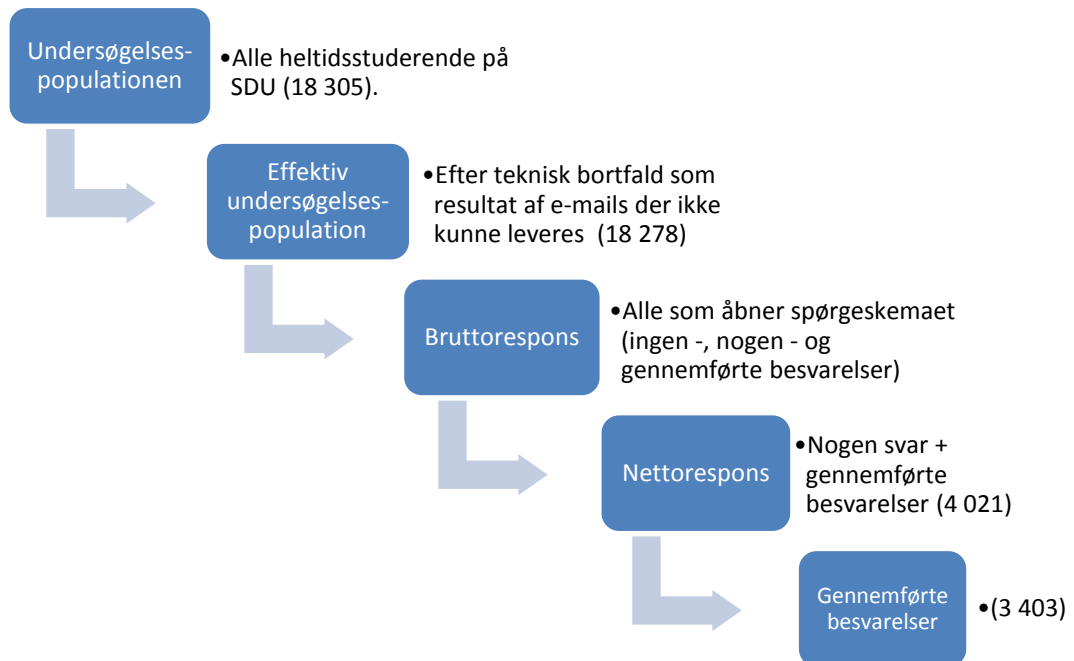 Undersøgelses-
populationen
•Alle heltidsstuderende på
SDU (18 305).
Effektiv
undersøgelses-
population
•Efter teknisk bortfald som
resultat af e-mails der ikke
kunne leveres (18 278)
Bruttorespons
•Alle som åbner spørgeskemaet
(ingen -, nogen - og
gennemførte besvarelser)
Nettorespons
•Nogen svar +
gennemførte
besvarelser (4 021)
Gennemførte
besvarelser
•(3 403)